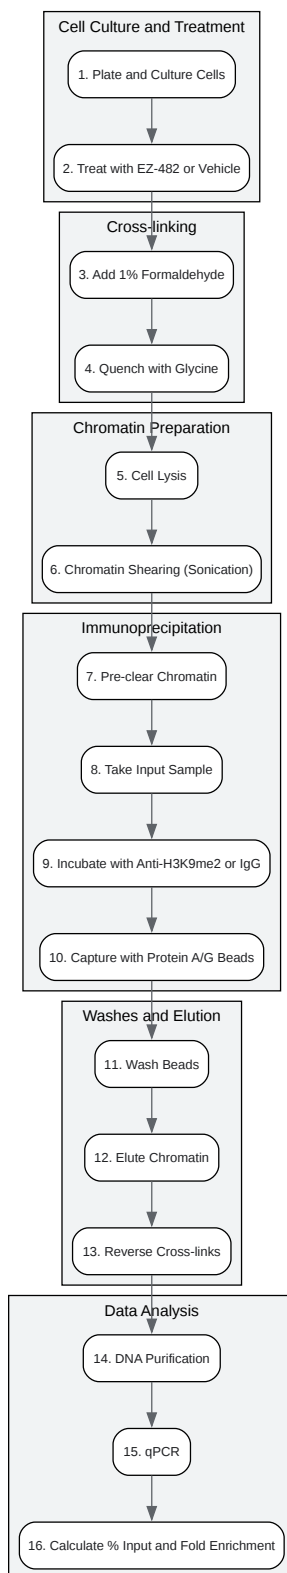 Cell Culture and Treatment
1. Plate and Culture Cells
2. Treat with EZ-482 or Vehicle
Cross-linking
3. Add 1% Formaldehyde
4. Quench with Glycine
Chromatin Preparation
5. Cell Lysis
6. Chromatin Shearing (Sonication)
Immunoprecipitation
7. Pre-clear Chromatin
8. Take Input Sample
9. Incubate with Anti-H3K9me2 or IgG
10. Capture with Protein A/G Beads
Washes and Elution
11. Wash Beads
12. Elute Chromatin
13. Reverse Cross-links
Data Analysis
14. DNA Purification
15. qPCR
16. Calculate % Input and Fold Enrichment